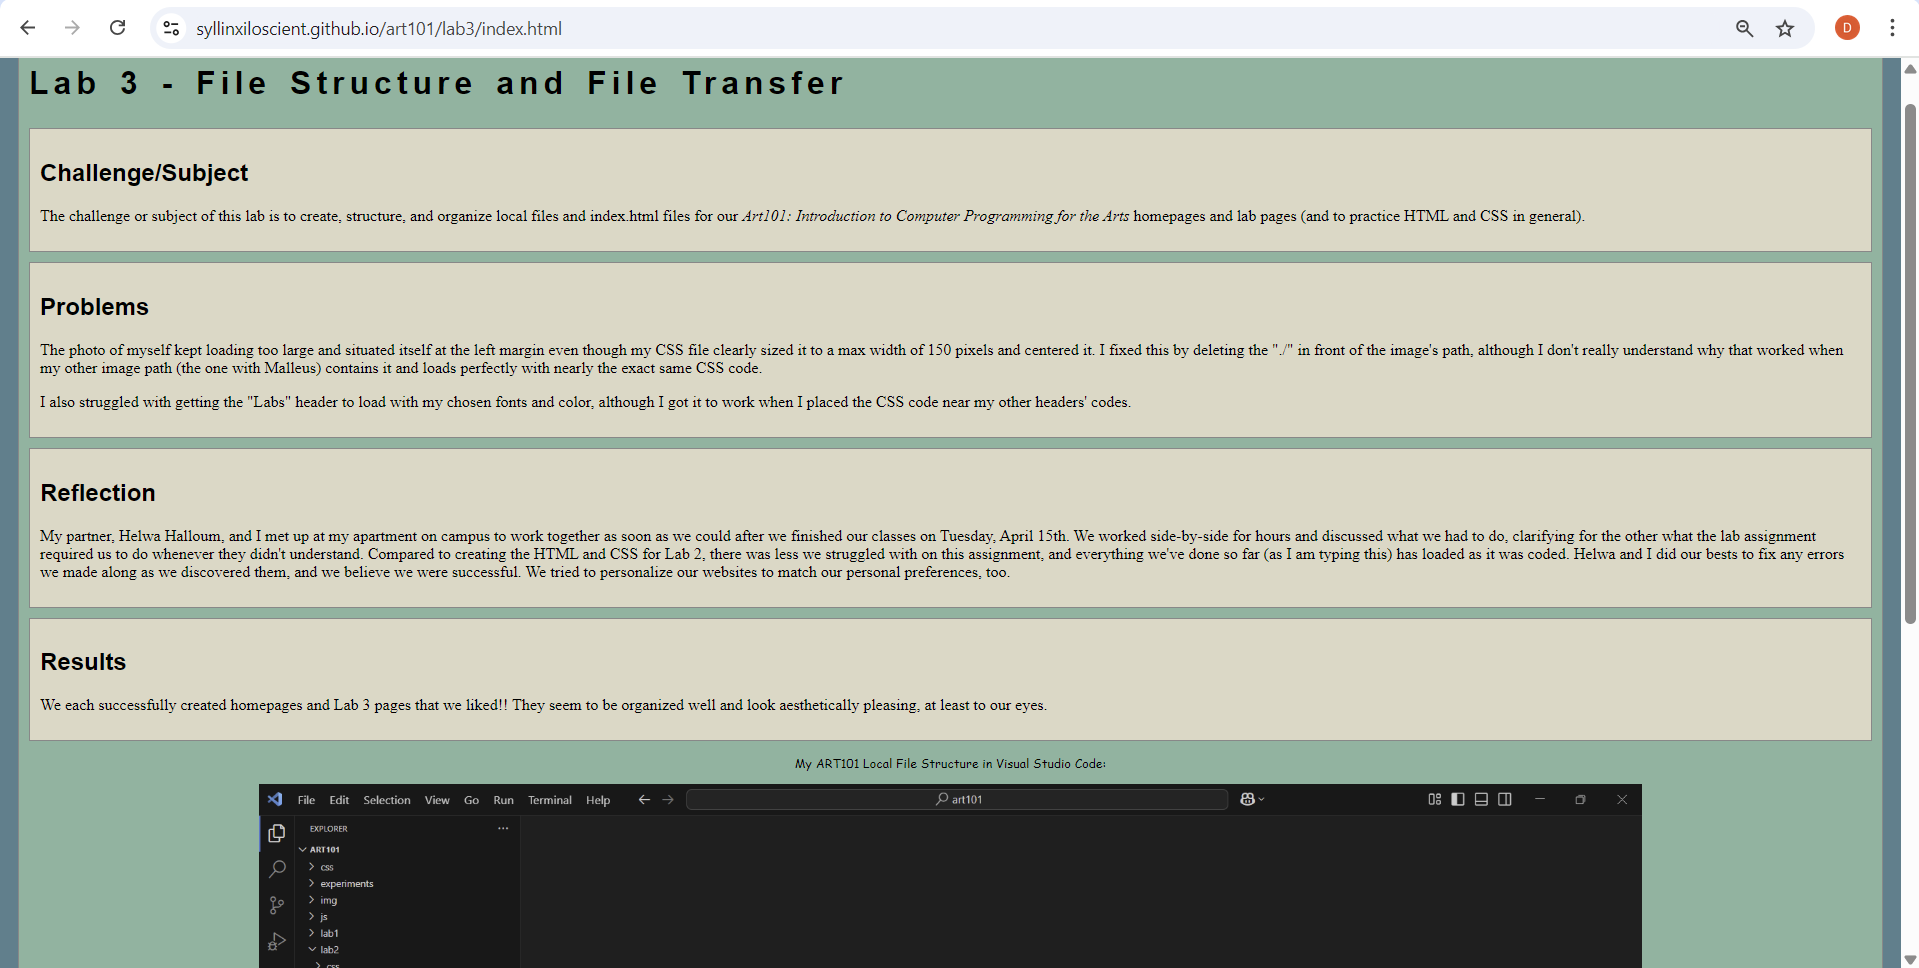 syllinxiloscient.github.io/art101/lab3/index.html
D
Lab 3 - File Structure and File Transfer
Challenge/Subject
The challenge or subject of this lab is to create, structure, and organize local files and index.html files for our Art101: Introduction to Computer Programming for the Arts homepages and lab pages (and to practice HTML and CSS in general).
Problems
The photo of myself kept loading too large and situated itself at the left margin even though my CSS file clearly sized it to a max width of 150 pixels and centered it. I fixed this by deleting the "./" in front of the image's path, although I don't really understand why that worked when
my other image path (the one with Malleus) contains it and loads perfectly with nearly the exact same CSS code.
I also struggled with getting the "Labs" header to load with my chosen fonts and color, although I got it to work when I placed the CSS code near my other headers' codes.
Reflection
My partner, Helwa Halloum, and I met up at my apartment on campus to work together as soon as we could after we finished our classes on Tuesday, April 15th. We worked side-by-side for hours and discussed what we had to do, clarifying for the other what the lab assignment
required us to do whenever they didn't understand. Compared to creating the HTML and CSS for Lab 2, there was less we struggled with on this assignment, and everything we've done so far (as I am typing this) has loaded as it was coded. Helwa and I did our bests to fix any errors
we made along as we discovered them, and we believe we were successful. We tried to personalize our websites to match our personal preferences, too.
Results
We each successfully created homepages and Lab 3 pages that we liked!! They seem to be organized well and look aesthetically pleasing, at least to our eyes.
My ART101 Local File Structure in Visual Studio Code:
File Edit Selection View Go Run Terminal Help art101
EXPLORER
ART101
css
experiments
img
js
lab1
lab2
css